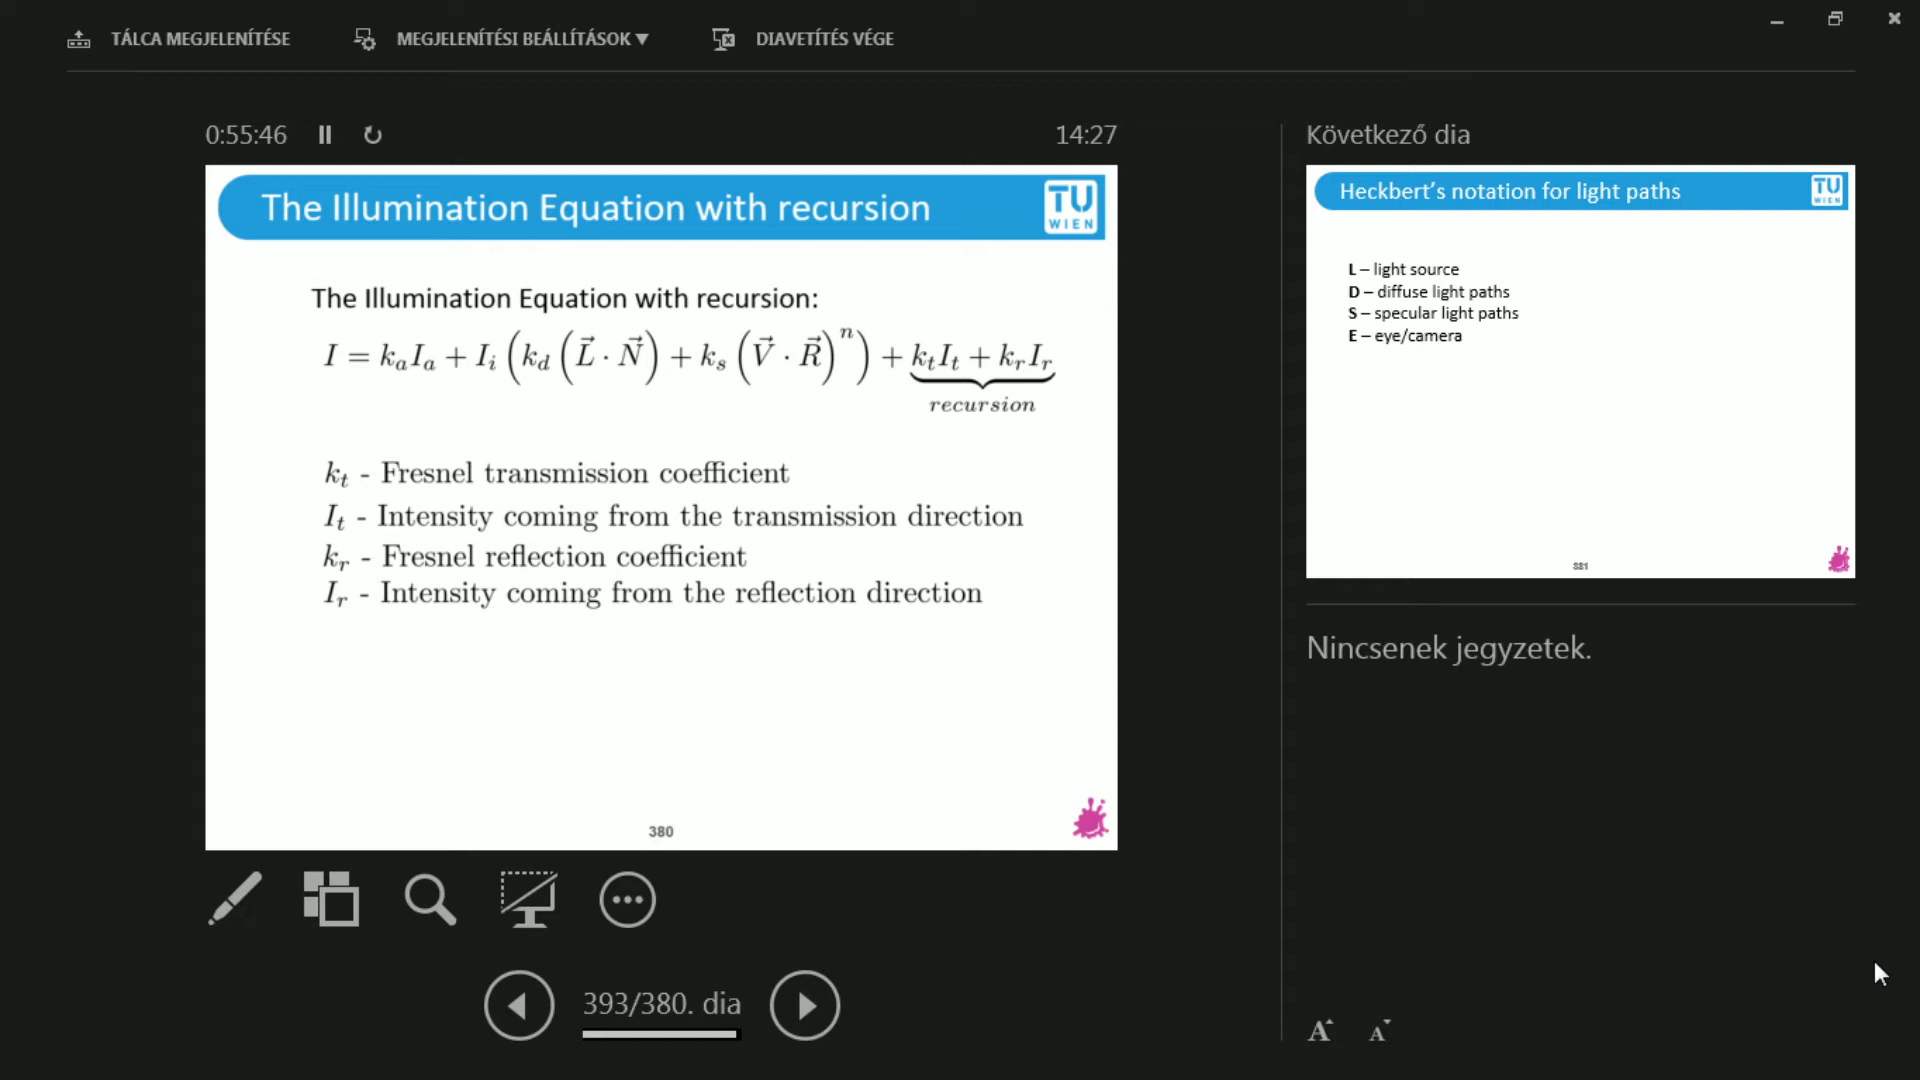 TÁLCA MEGJELENÍTÉSE MEGJELENÍTÉSI BEÁLLÍTÁSOK ▼ DIAVETÍTÉS VÉGE
0:55:46 14:27
The Illumination Equation with recursion
TU
WIEN
The Illumination Equation with recursion:
I = k_a I_a + I_i ( k_d ( L⃗ · N⃗ ) + k_s ( V⃗ · R⃗ )^n ) + k_t I_t + k_r I_r
recursion
k_t - Fresnel transmission coefficient
I_t - Intensity coming from the transmission direction
k_r - Fresnel reflection coefficient
I_r - Intensity coming from the reflection direction
380
393/380. dia
Következő dia
Heckbert’s notation for light paths
TU
WIEN
L – light source
D – diffuse light paths
S – specular light paths
E – eye/camera
Nincsenek jegyzetek.
A A